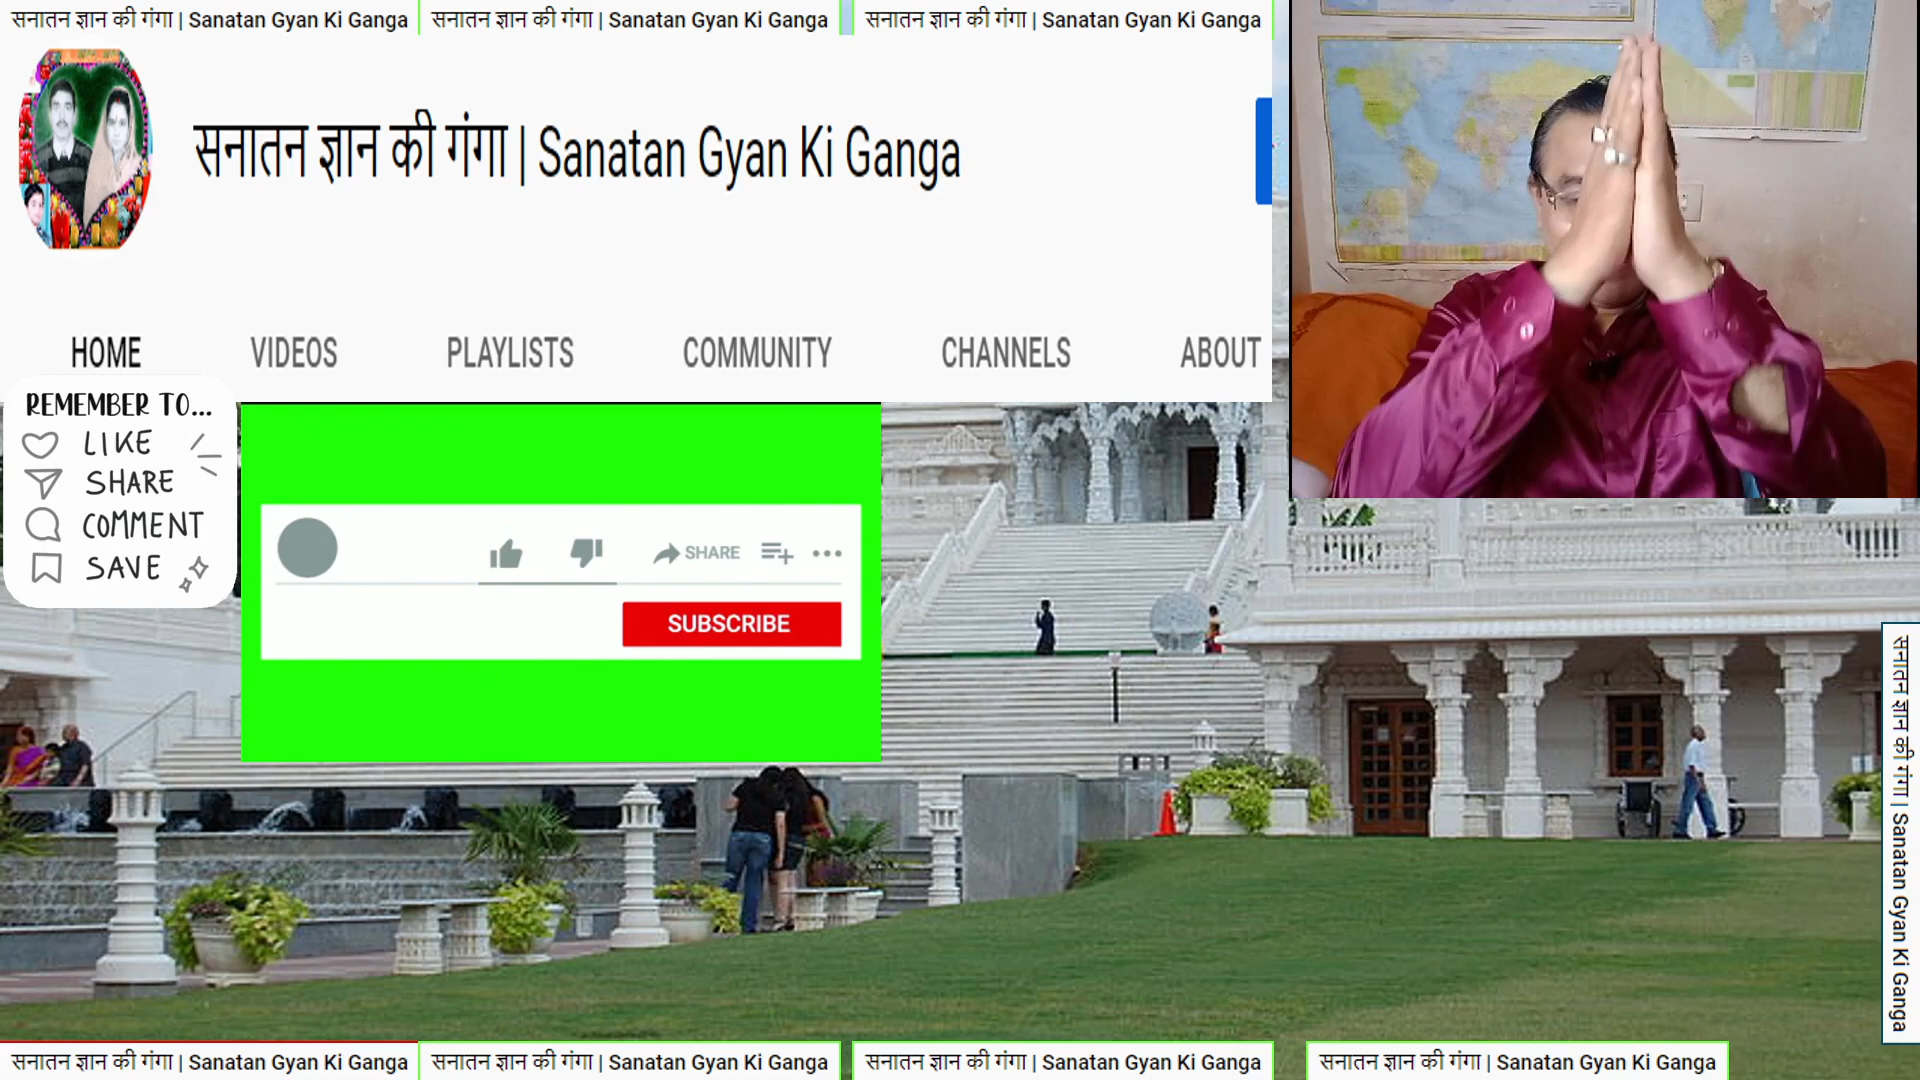 सनातन ज्ञान की गंगा | Sanatan Gyan Ki Ganga
सनातन ज्ञान की गंगा | Sanatan Gyan Ki Ganga
सनातन ज्ञान की गंगा | Sanatan Gyan Ki Ganga
सनातन ज्ञान की गंगा | Sanatan Gyan Ki Ganga
HOME VIDEOS PLAYLISTS COMMUNITY CHANNELS ABOUT
REMEMBER TO...
LIKE
SHARE
COMMENT
SAVE
SHARE
SUBSCRIBE
सनातन ज्ञान की गंगा | Sanatan Gyan Ki Ganga
सनातन ज्ञान की गंगा | Sanatan Gyan Ki Ganga
सनातन ज्ञान की गंगा | Sanatan Gyan Ki Ganga
सनातन ज्ञान की गंगा | Sanatan Gyan Ki Ganga
सनातन ज्ञान की गंगा | Sanatan Gyan Ki Ganga